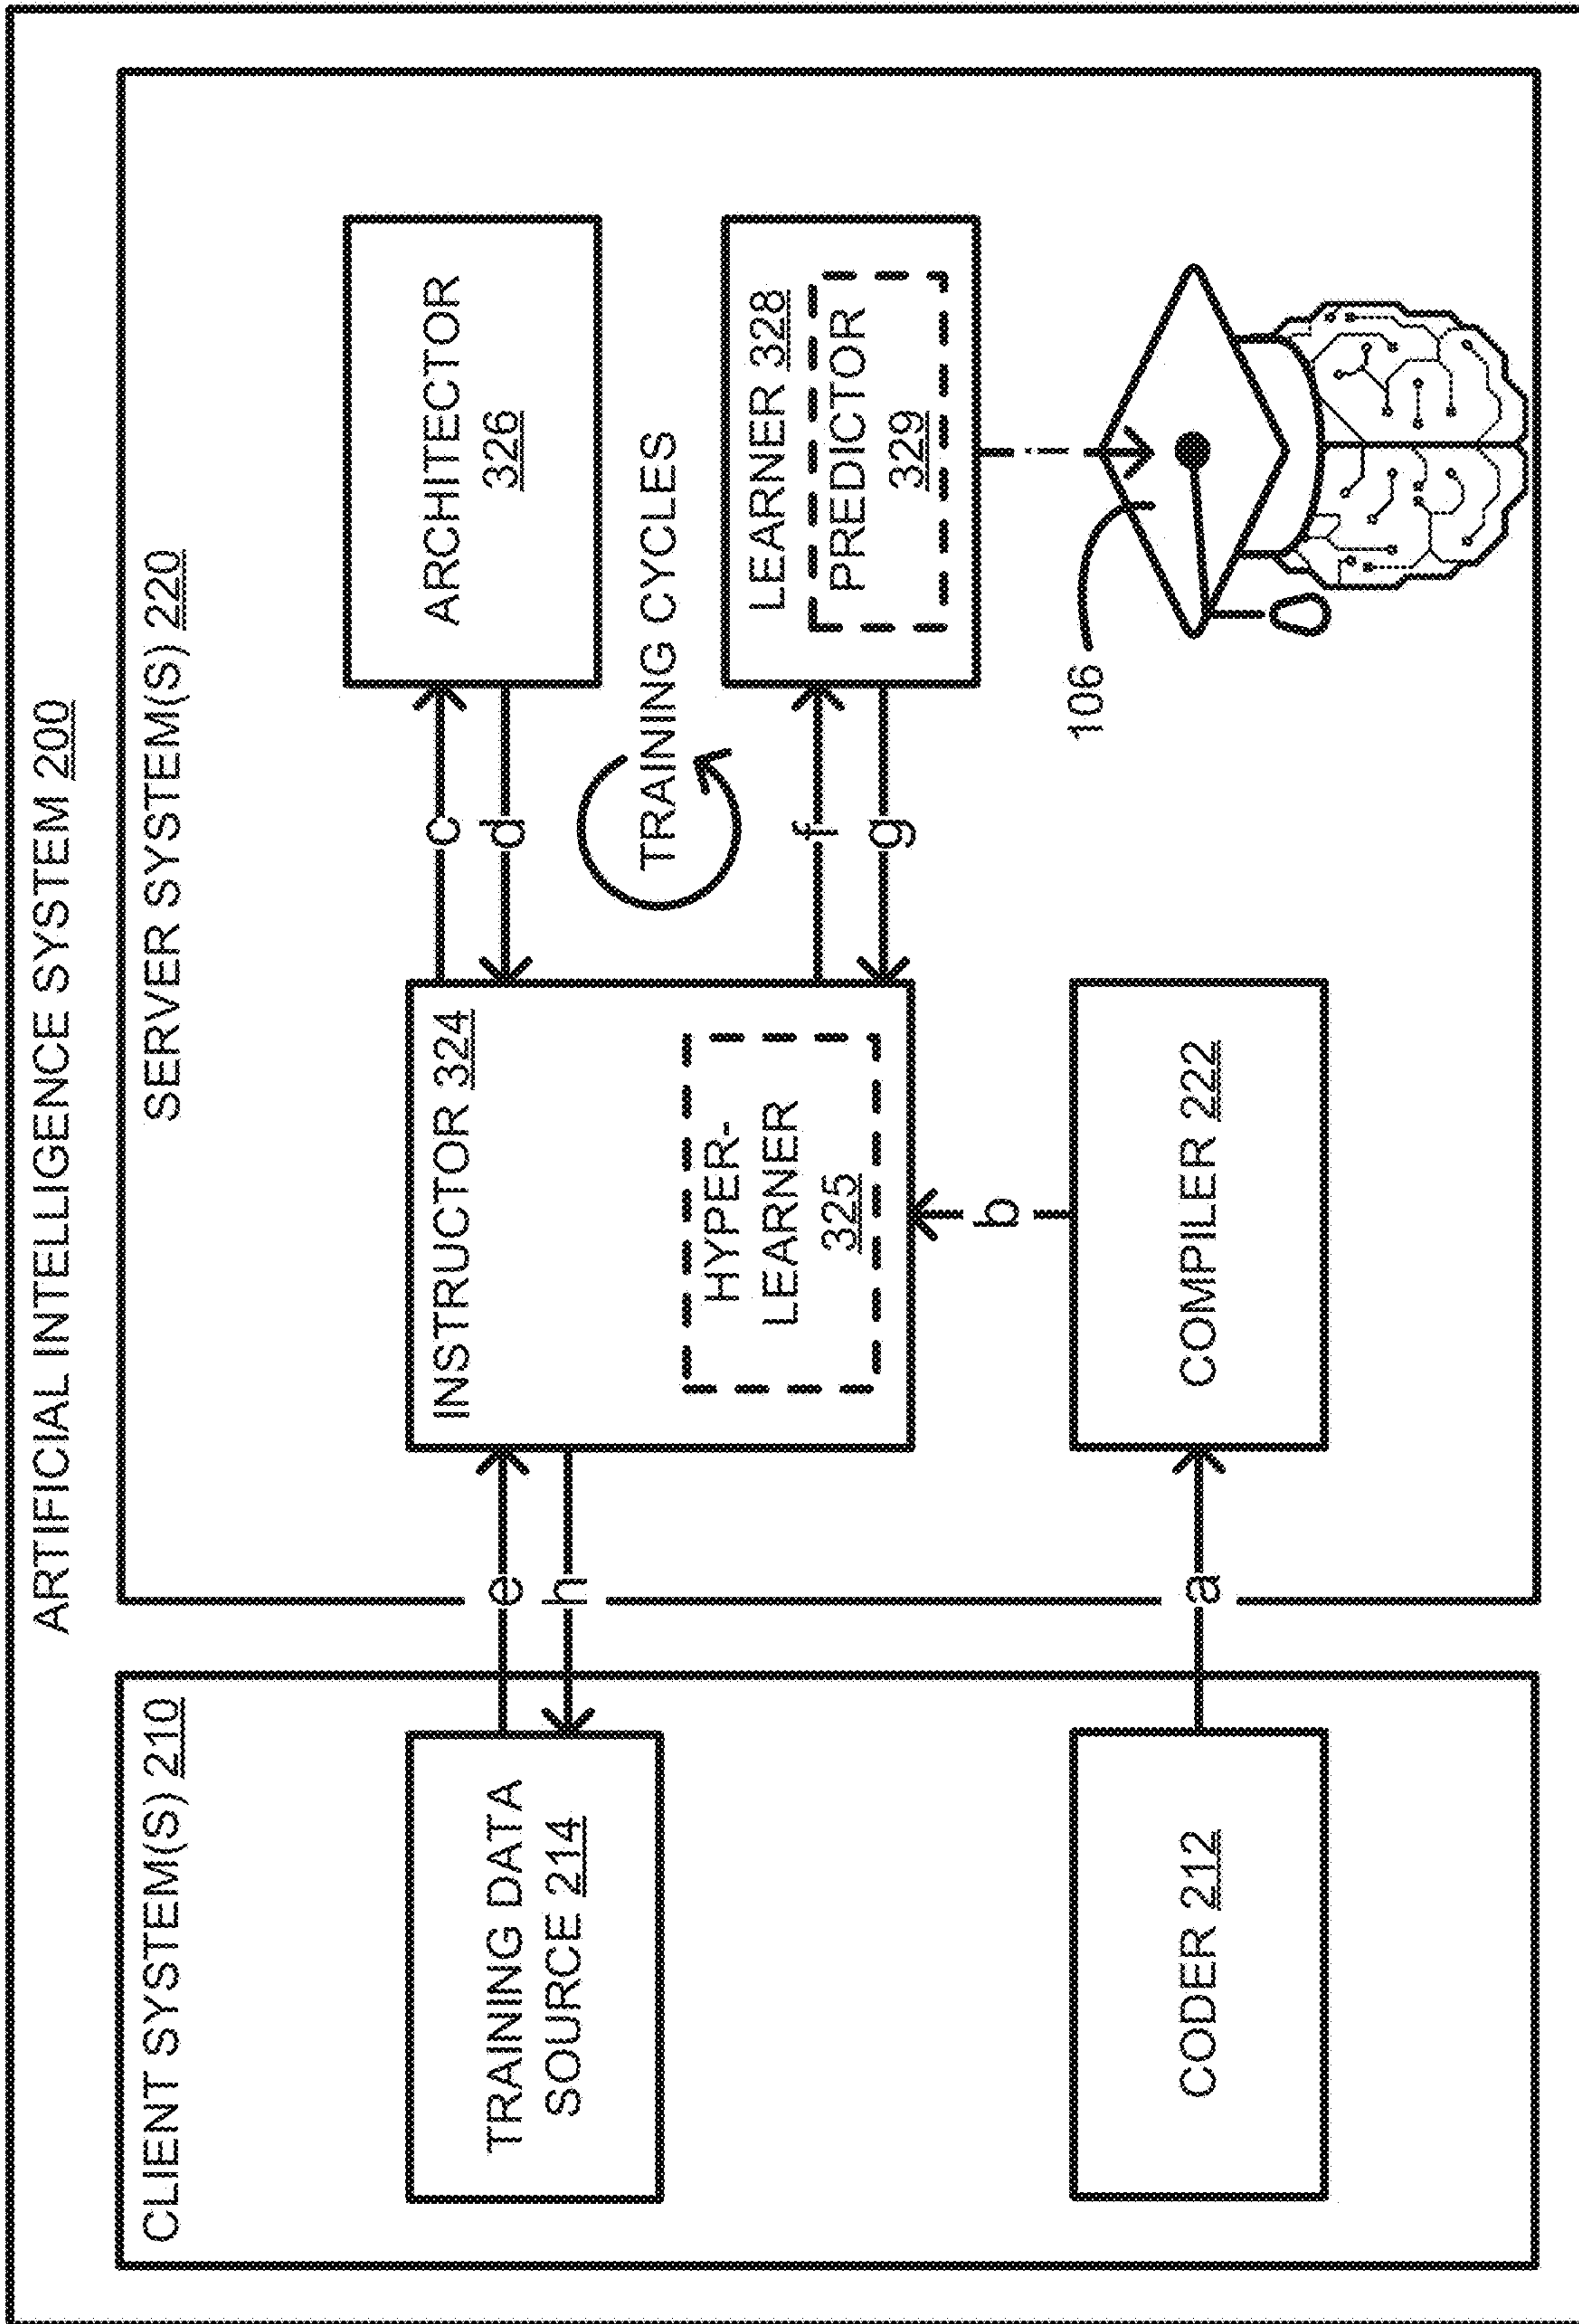 ARTIFICIAL INTELLIGENCE SYSTEM 200
CLIENT SYSTEM(S) 210
TRAINING DATA
SOURCE 214
CODER 212
e
h
a
SERVER SYSTEM(S) 220
INSTRUCTOR 324
HYPER-
LEARNER
325
b
COMPILER 222
c
d
TRAINING CYCLES
f
g
ARCHITECTOR
326
LEARNER 328
PREDICTOR
329
i
106